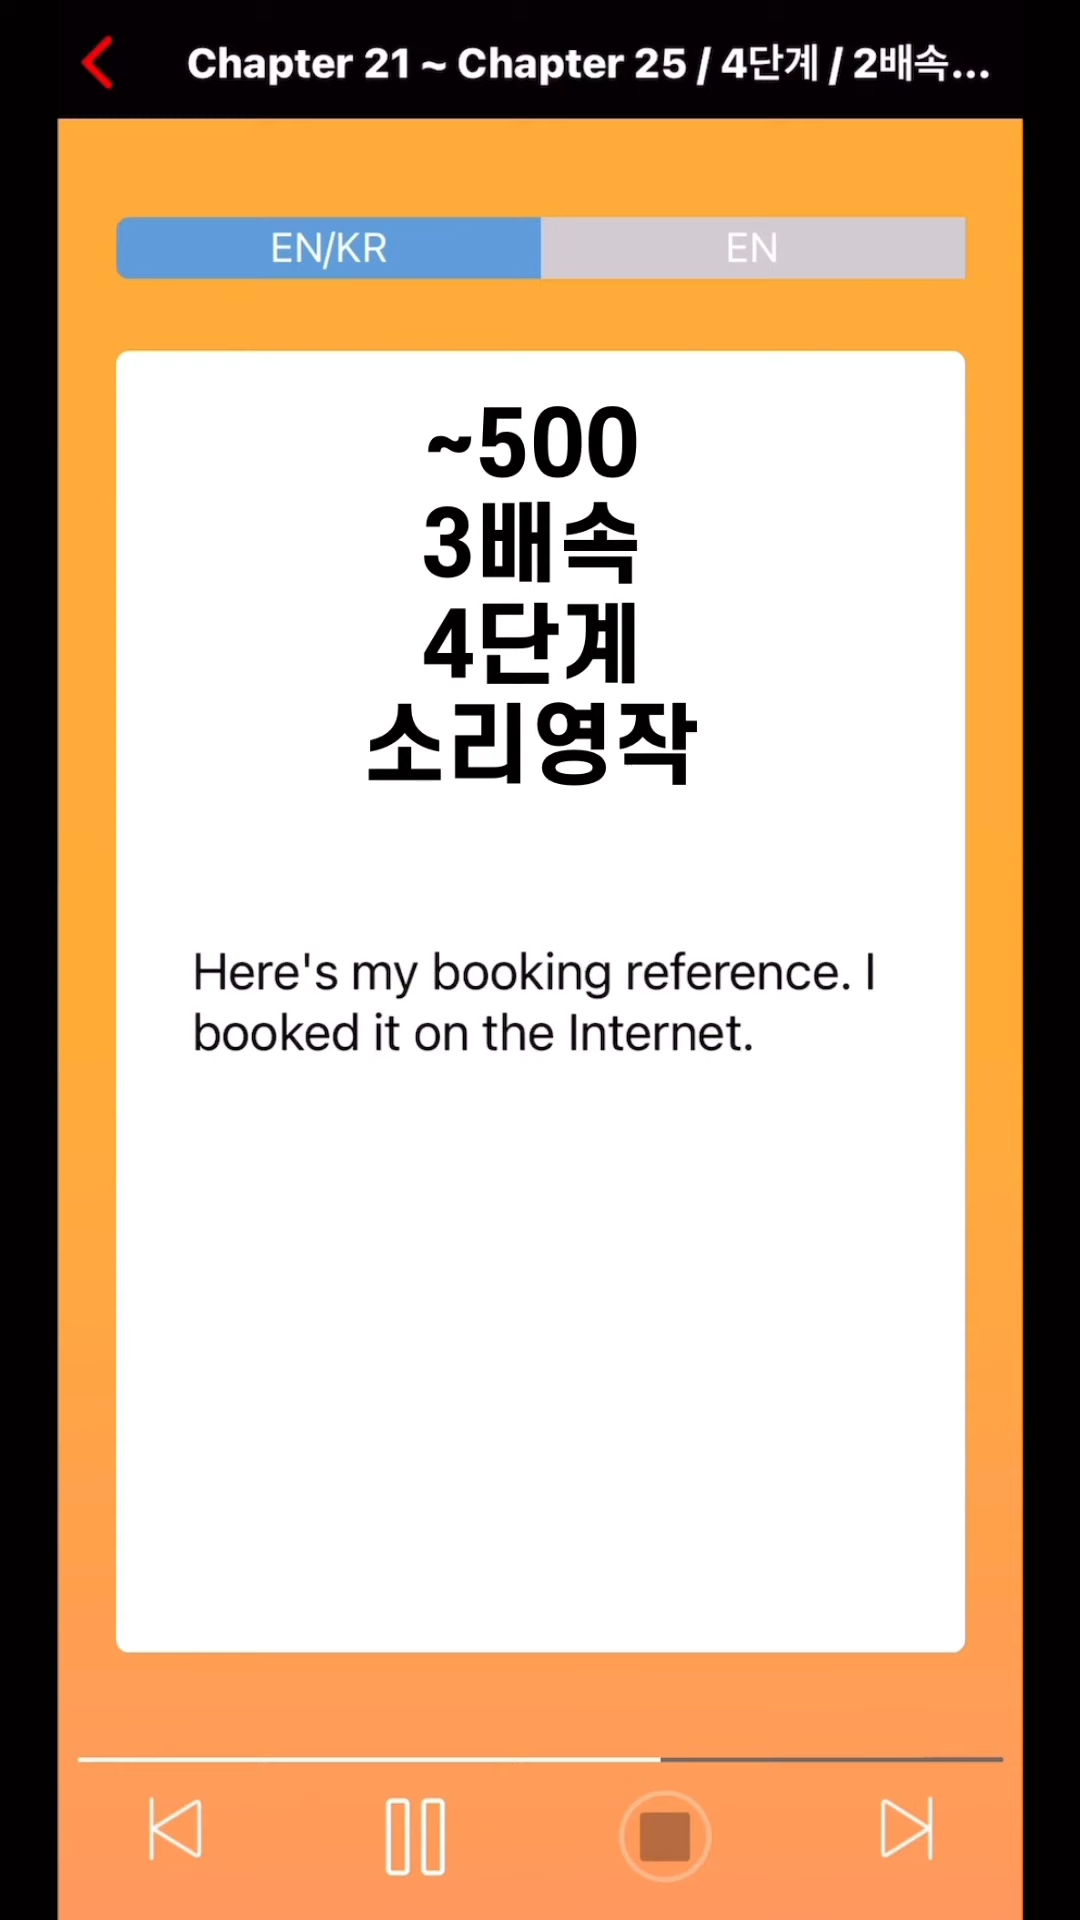 Chapter 21 ~ Chapter 25 / 4단계 / 2배속...
EN/KR
EN
~500
3배속
4단계
소리영작
Here's my booking reference. I
booked it on the Internet.